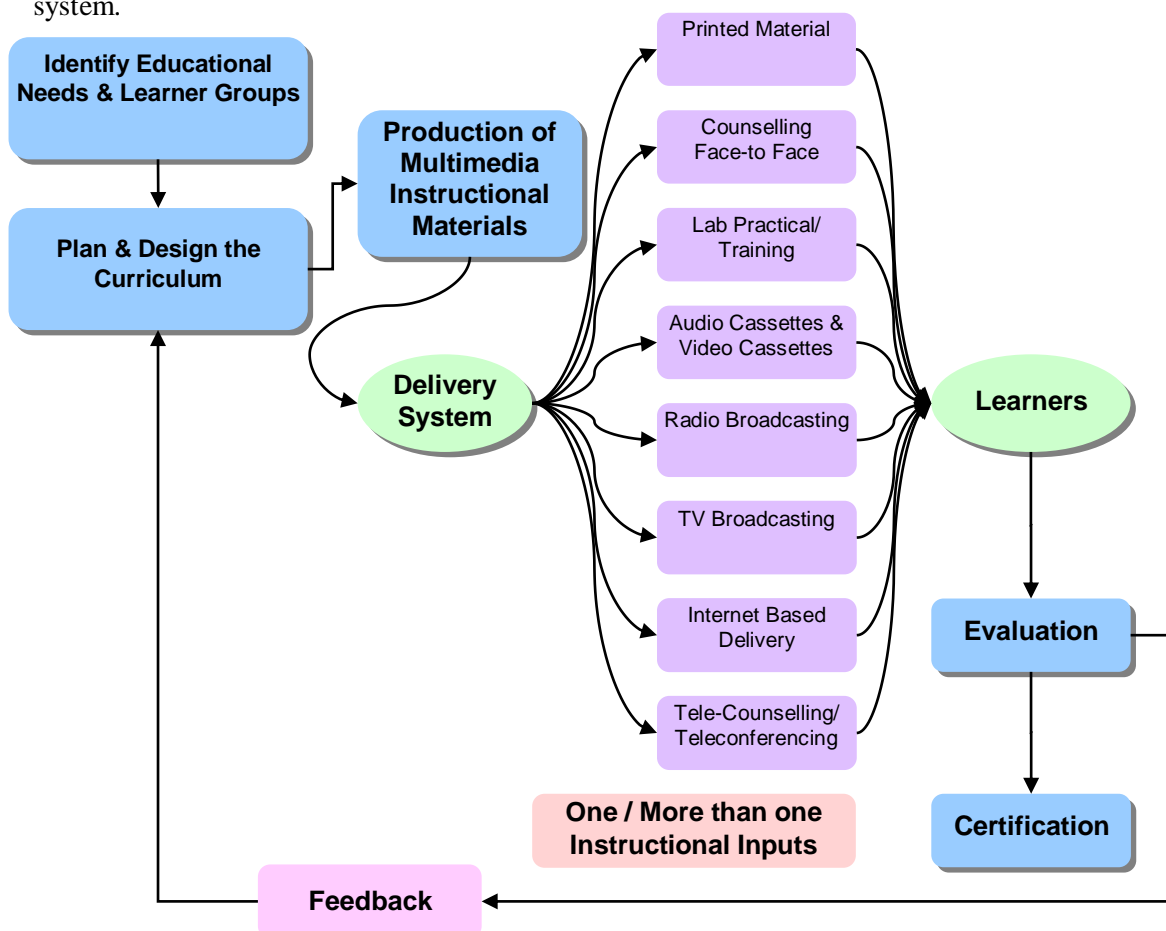 system.
Identify Educational
Needs & Learner Groups
Plan & Design the
Curriculum
Production of
Multimedia
Instructional
Materials
Delivery
System
Printed Material
Counselling
Face-to Face
Lab Practical/
Training
Audio Cassettes &
Video Cassettes
Radio Broadcasting
TV Broadcasting
Internet Based
Delivery
Tele-Counselling/
Teleconferencing
One / More than one
Instructional Inputs
Learners
Evaluation
Certification
Feedback